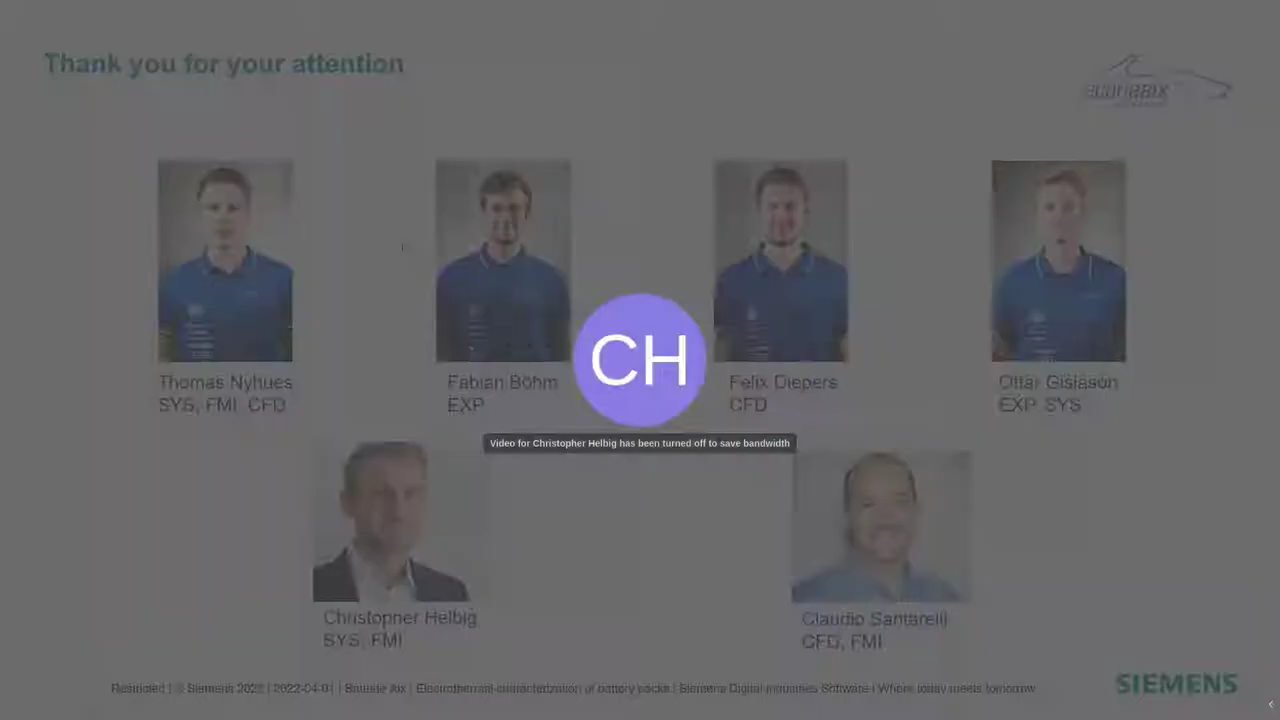 Thank you for your attention
ecurie aix
Thomas Nyhues
SYS, FMI, CFD
Fabian Böhm
EXP
Felix Diepers
CFD
Ottar Gislason
EXP, SYS
CH
Video for Christopher Helbig has been turned off to save bandwidth
Christopher Helbig
SYS, FMI
Claudio Santarelli
CFD, FMI
Restricted | © Siemens 2022 | 2022-04-01 | Ecurie Aix | Electrothermal characterization of battery packs | Siemens Digital Industries Software | Where today meets tomorrow
SIEMENS